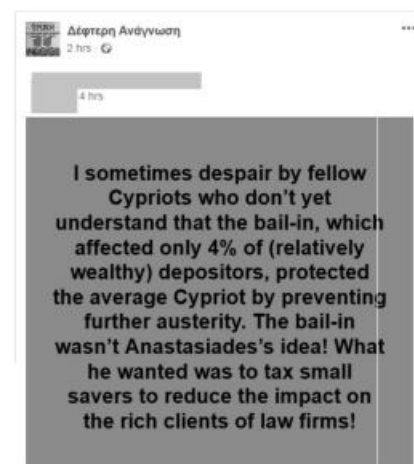 Δέφτερη Ανάγνωση
2 hrs
4 hrs
I sometimes despair by fellow
Cypriots who don't yet
understand that the bail-in, which
affected only 4% of (relatively
wealthy) depositors, protected
the average Cypriot by preventing
further austerity. The bail-in
wasn't Anastasiades's idea! What
he wanted was to tax small
savers to reduce the impact on
the rich clients of law firms!